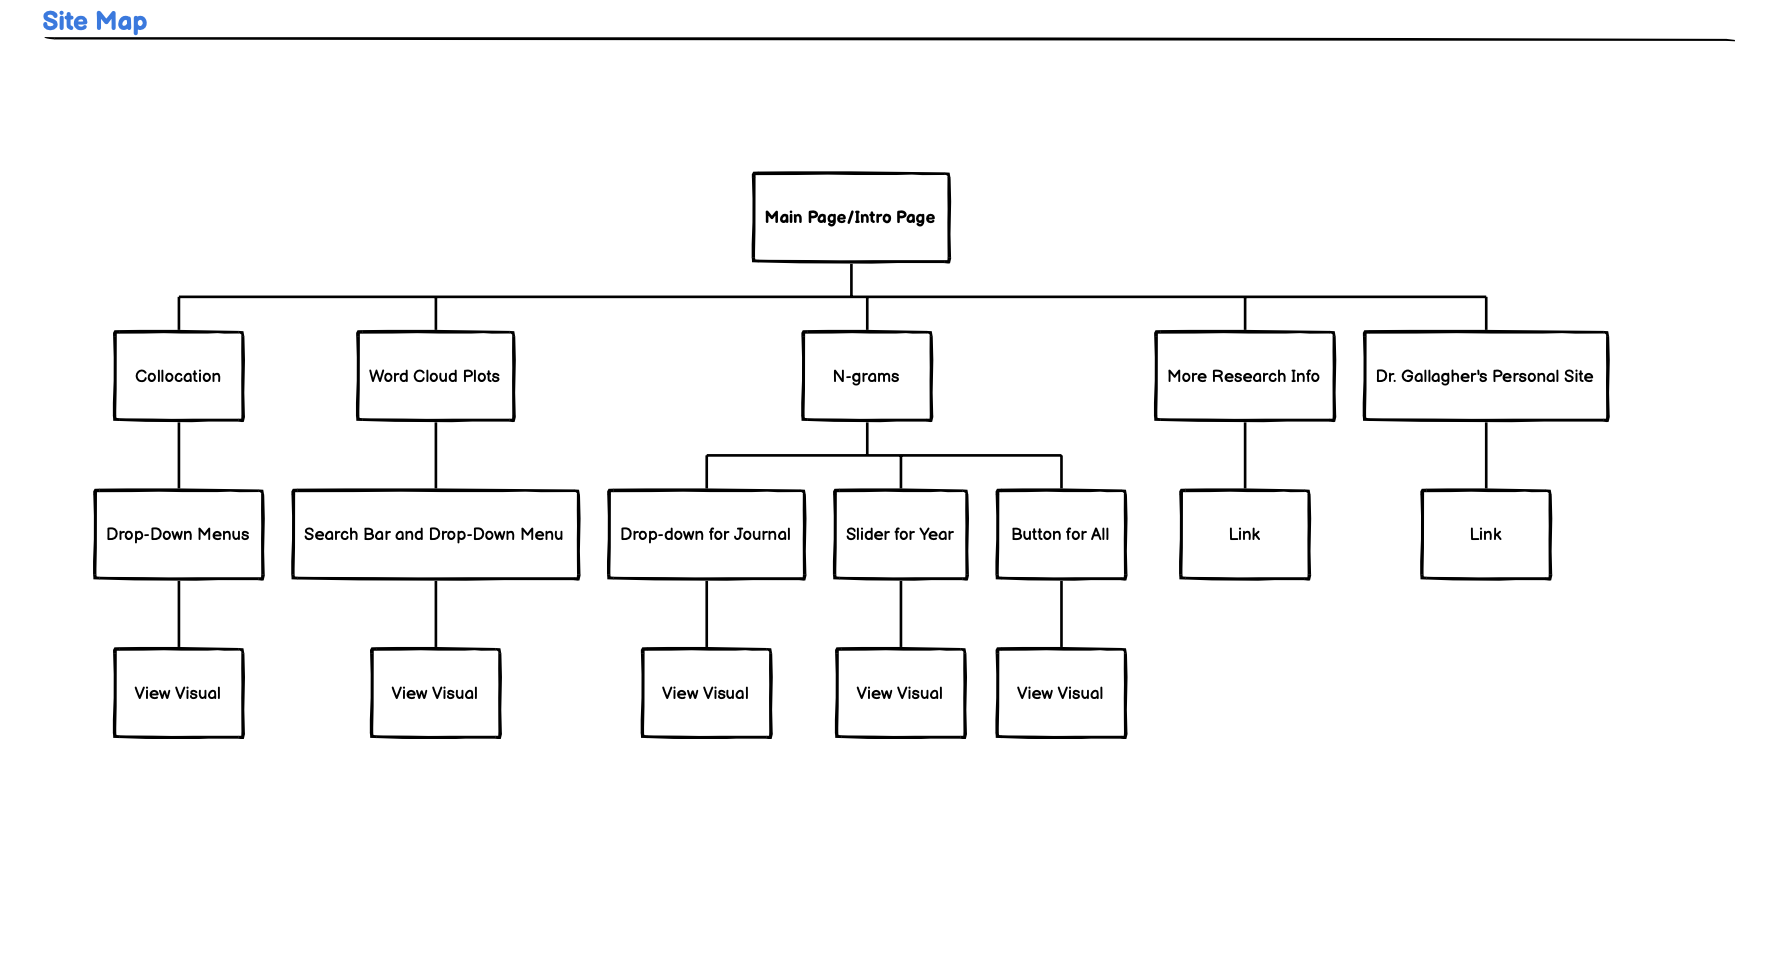 Site Map
Main Page/Intro Page
Collocation
Word Cloud Plots
N-grams
More Research Info
Dr. Gallagher's Personal Site
Drop-Down Menus
Search Bar and Drop-Down Menu
Drop-down for Journal
Slider for Year
Button for All
Link
Link
View Visual
View Visual
View Visual
View Visual
View Visual